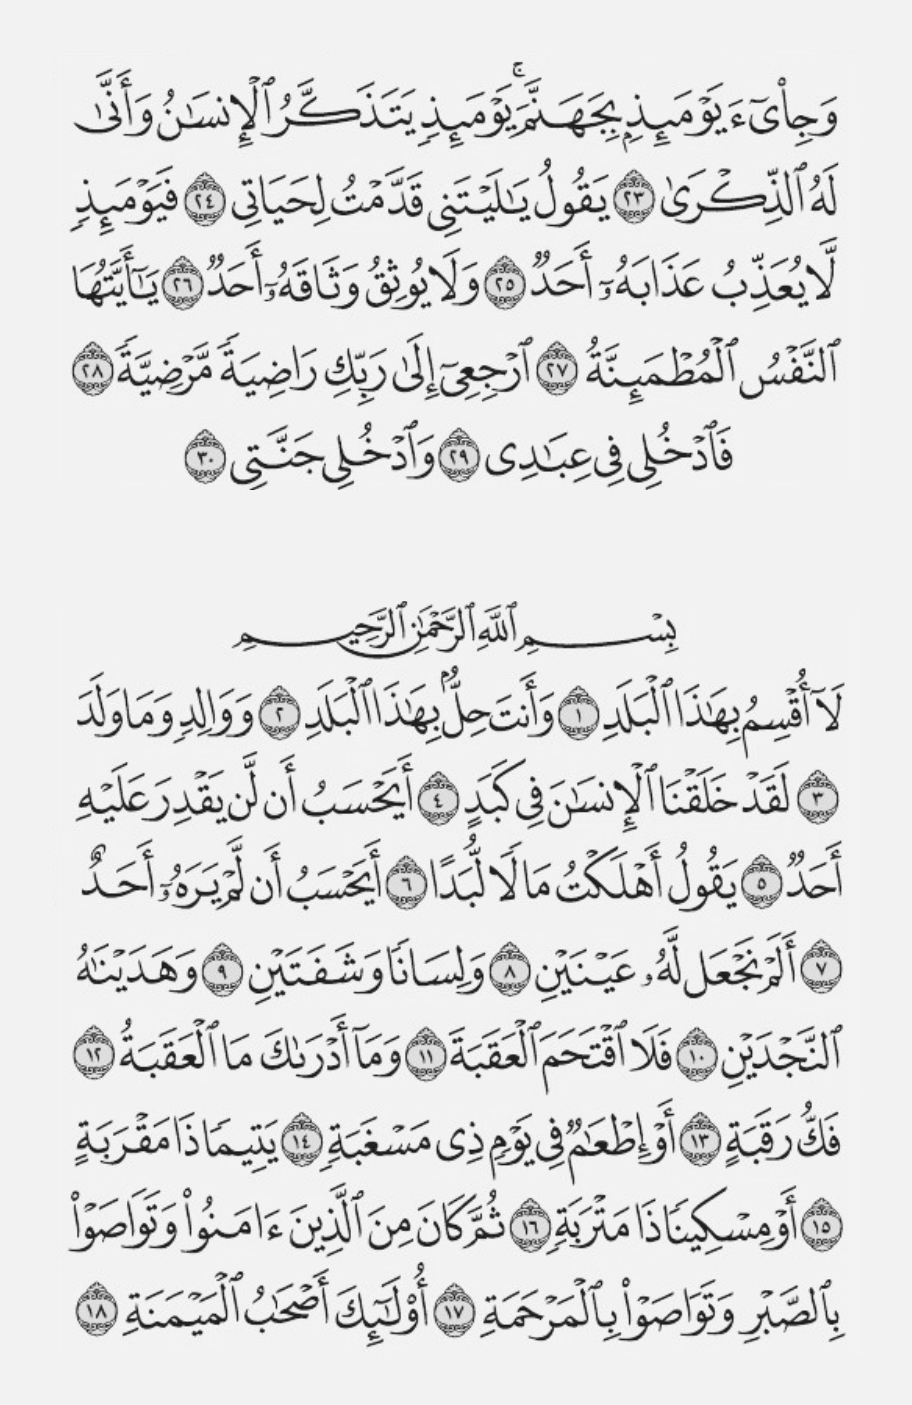 وَجِا۟ىٓءَ يَوْمَئِذِۭ بِجَهَنَّمَ ۚ يَوْمَئِذٍ يَتَذَكَّرُ ٱلْإِنسَـٰنُ وَأَنَّىٰ
لَهُ ٱلذِّكْرَىٰ ٢٣ يَقُولُ يَـٰلَيْتَنِى قَدَّمْتُ لِحَيَاتِى ٢٤ فَيَوْمَئِذٍ
لَّا يُعَذِّبُ عَذَابَهُۥٓ أَحَدٌ ٢٥ وَلَا يُوثِقُ وَثَاقَهُۥٓ أَحَدٌ ٢٦ يَـٰٓأَيَّتُهَا
ٱلنَّفْسُ ٱلْمُطْمَئِنَّةُ ٢٧ ٱرْجِعِىٓ إِلَىٰ رَبِّكِ رَاضِيَةً مَّرْضِيَّةً ٢٨
فَٱدْخُلِى فِى عِبَـٰدِى ٢٩ وَٱدْخُلِى جَنَّتِى ٣٠
بِسْمِ ٱللَّهِ ٱلرَّحْمَـٰنِ ٱلرَّحِيمِ
لَآ أُقْسِمُ بِهَـٰذَا ٱلْبَلَدِ ١ وَأَنتَ حِلٌّۢ بِهَـٰذَا ٱلْبَلَدِ ٢ وَوَالِدٍ وَمَا وَلَدَ
٣ لَقَدْ خَلَقْنَا ٱلْإِنسَـٰنَ فِى كَبَدٍ ٤ أَيَحْسَبُ أَن لَّن يَقْدِرَ عَلَيْهِ
أَحَدٌ ٥ يَقُولُ أَهْلَكْتُ مَالًا لُّبَدًا ٦ أَيَحْسَبُ أَن لَّمْ يَرَهُۥٓ أَحَدٌ
٧ أَلَمْ نَجْعَل لَّهُۥ عَيْنَيْنِ ٨ وَلِسَانًا وَشَفَتَيْنِ ٩ وَهَدَيْنَـٰهُ
ٱلنَّجْدَيْنِ ١٠ فَلَا ٱقْتَحَمَ ٱلْعَقَبَةَ ١١ وَمَآ أَدْرَىٰكَ مَا ٱلْعَقَبَةُ ١٢
فَكُّ رَقَبَةٍ ١٣ أَوْ إِطْعَـٰمٌ فِى يَوْمٍ ذِى مَسْغَبَةٍ ١٤ يَتِيمًا ذَا مَقْرَبَةٍ
١٥ أَوْ مِسْكِينًا ذَا مَتْرَبَةٍ ١٦ ثُمَّ كَانَ مِنَ ٱلَّذِينَ ءَامَنُوا۟ وَتَوَاصَوْا۟
بِٱلصَّبْرِ وَتَوَاصَوْا۟ بِٱلْمَرْحَمَةِ ١٧ أُو۟لَـٰٓئِكَ أَصْحَـٰبُ ٱلْمَيْمَنَةِ ١٨